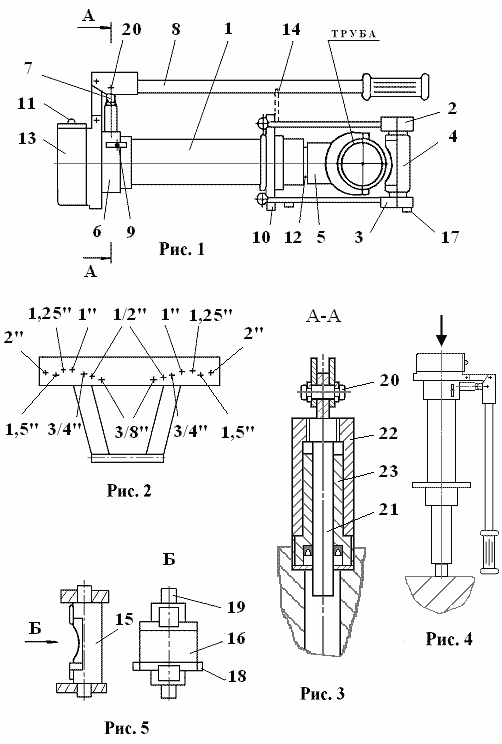 А 20 8 1 14 ТРУБА
7
11
13
2
4
6 9 10 12 5 3 17
А
Рис. 1
1,25" 1" 1/2" 1" 1,25"
2" 2"
1,5" 3/4" 3/8" 3/4" 1,5"
Рис. 2
А-А
20
22
23
21
Рис. 3
Рис. 4
Б
Б
15
19
16
18
Рис. 5